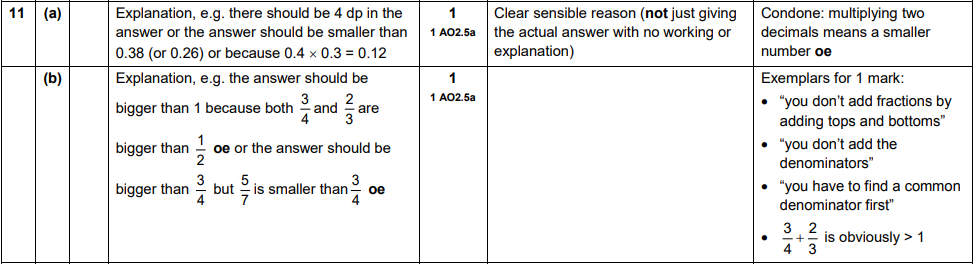 11 (a) Explanation, e.g. there should be 4 dp in the
answer or the answer should be smaller than
0.38 (or 0.26) or because 0.4 × 0.3 = 0.12
1
1 AO2.5a
Clear sensible reason (not just giving
the actual answer with no working or
explanation)
Condone: multiplying two
decimals means a smaller
number oe
(b) Explanation, e.g. the answer should be
bigger than 1 because both 3/4 and 2/3 are
bigger than 1/2 oe or the answer should be
bigger than 3/4 but 5/7 is smaller than 3/4 oe
1
1 AO2.5a
Exemplars for 1 mark:
• “you don’t add fractions by
adding tops and bottoms”
• “you don’t add the
denominators”
• “you have to find a common
denominator first”
• 3/4 + 2/3 is obviously > 1